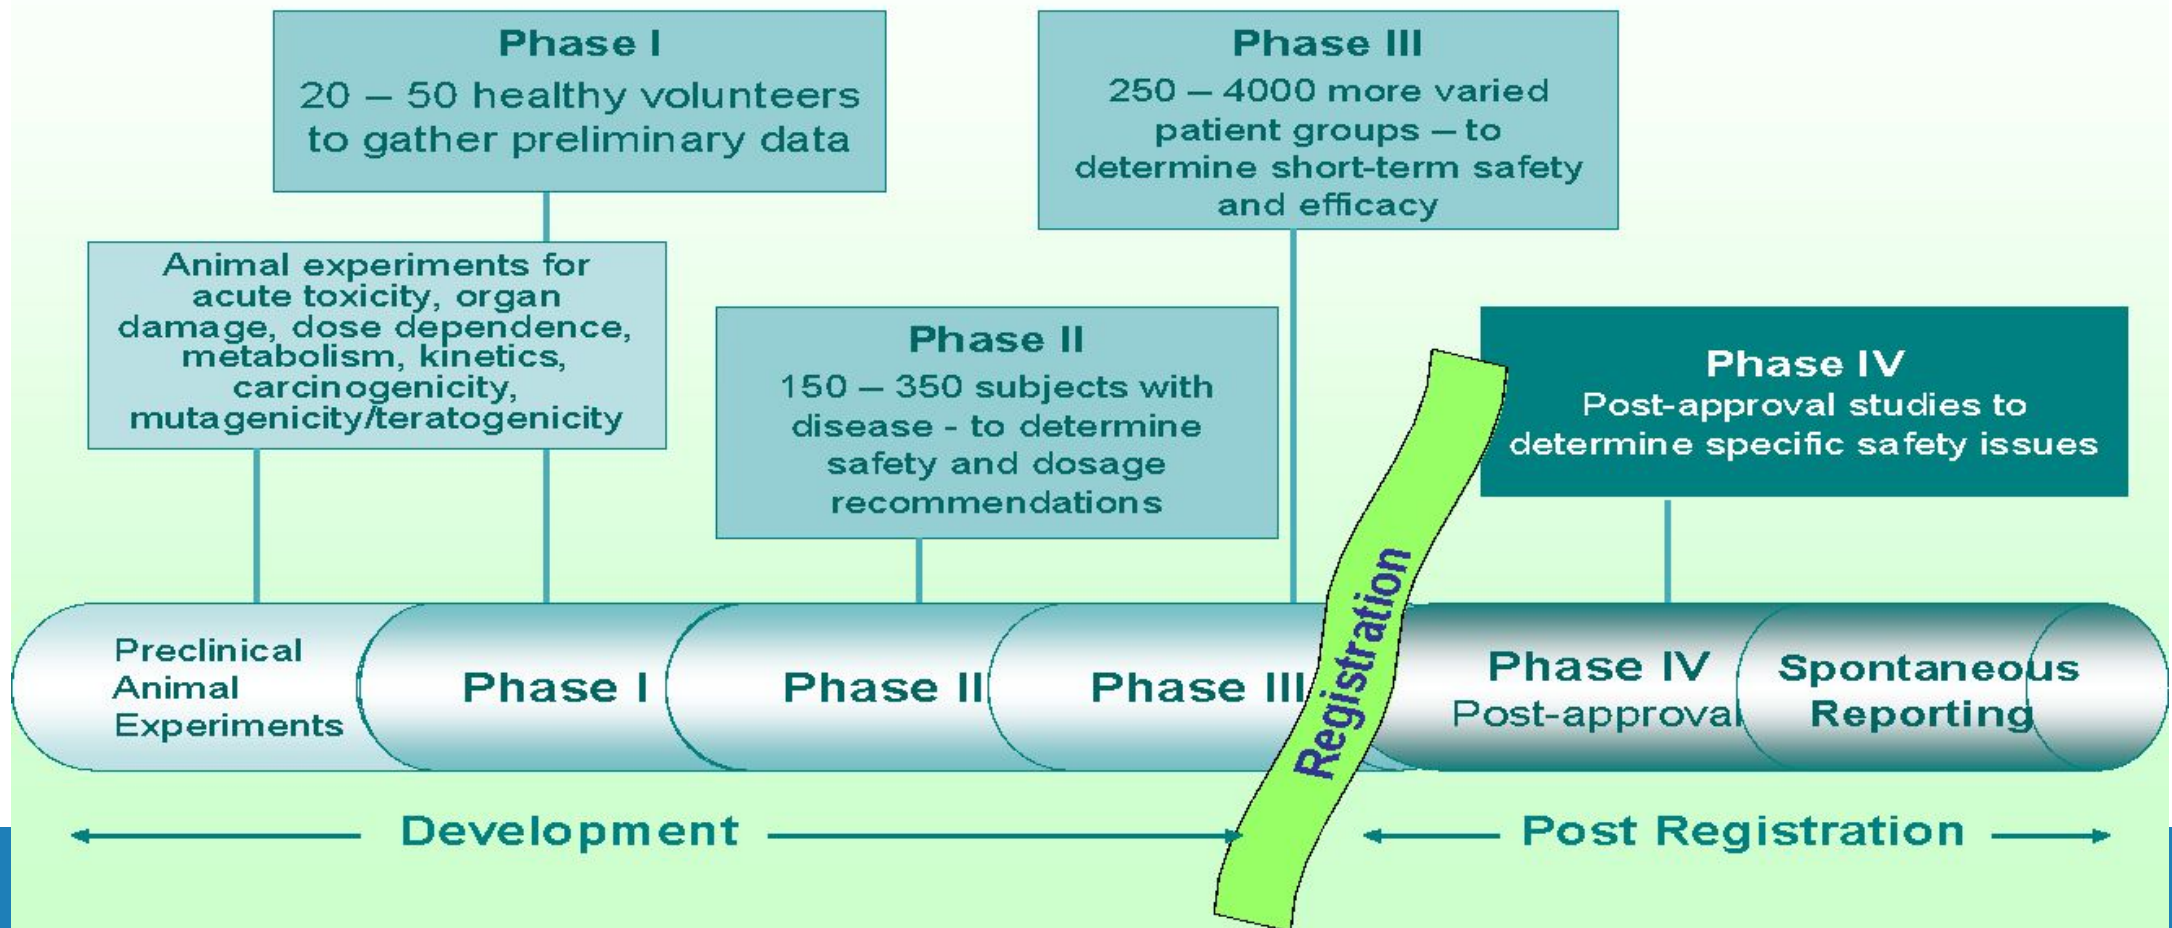 Phase I
20 – 50 healthy volunteers
to gather preliminary data
Phase III
250 – 4000 more varied
patient groups – to
determine short-term safety
and efficacy
Animal experiments for
acute toxicity, organ
damage, dose dependence,
metabolism, kinetics,
carcinogenicity,
mutagenicity/teratogenicity
Phase II
150 – 350 subjects with
disease - to determine
safety and dosage
recommendations
Phase IV
Post-approval studies to
determine specific safety issues
Preclinical
Animal
Experiments
Phase I
Phase II
Phase III
Registration
Phase IV
Post-approval
Spontaneous
Reporting
Development
Post Registration